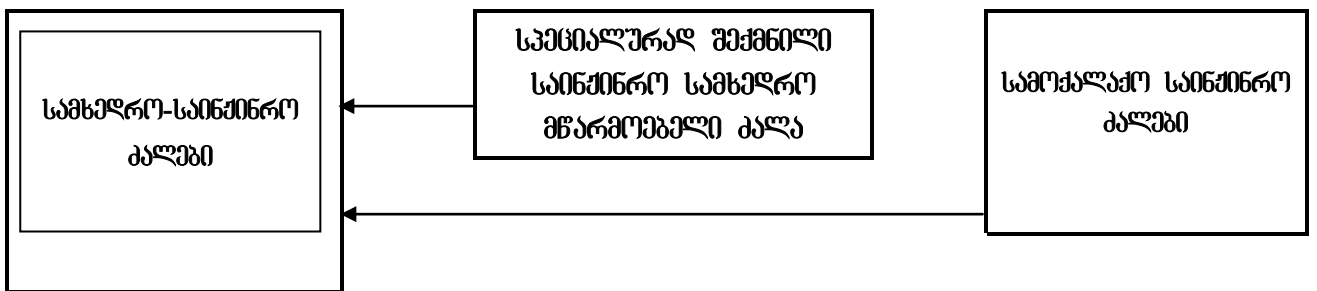 სამხედრო-საინჟინრო
ძალები
სპეციალურად შექმნილი
საინჟინრო სამხედრო
მწარმოებელი ძალა
სამოქალაქო საინჟინრო
ძალები